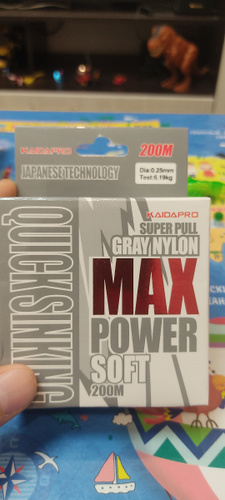 KAIDAPRO
200M
JAPANESE TECHNOLOGY
Dia:0.25mm
Test:6.19kg
QUICK SINKING
KAIDAPRO
SUPER PULL
GRAY NYLON
MAX
POWER
SOFT
200M